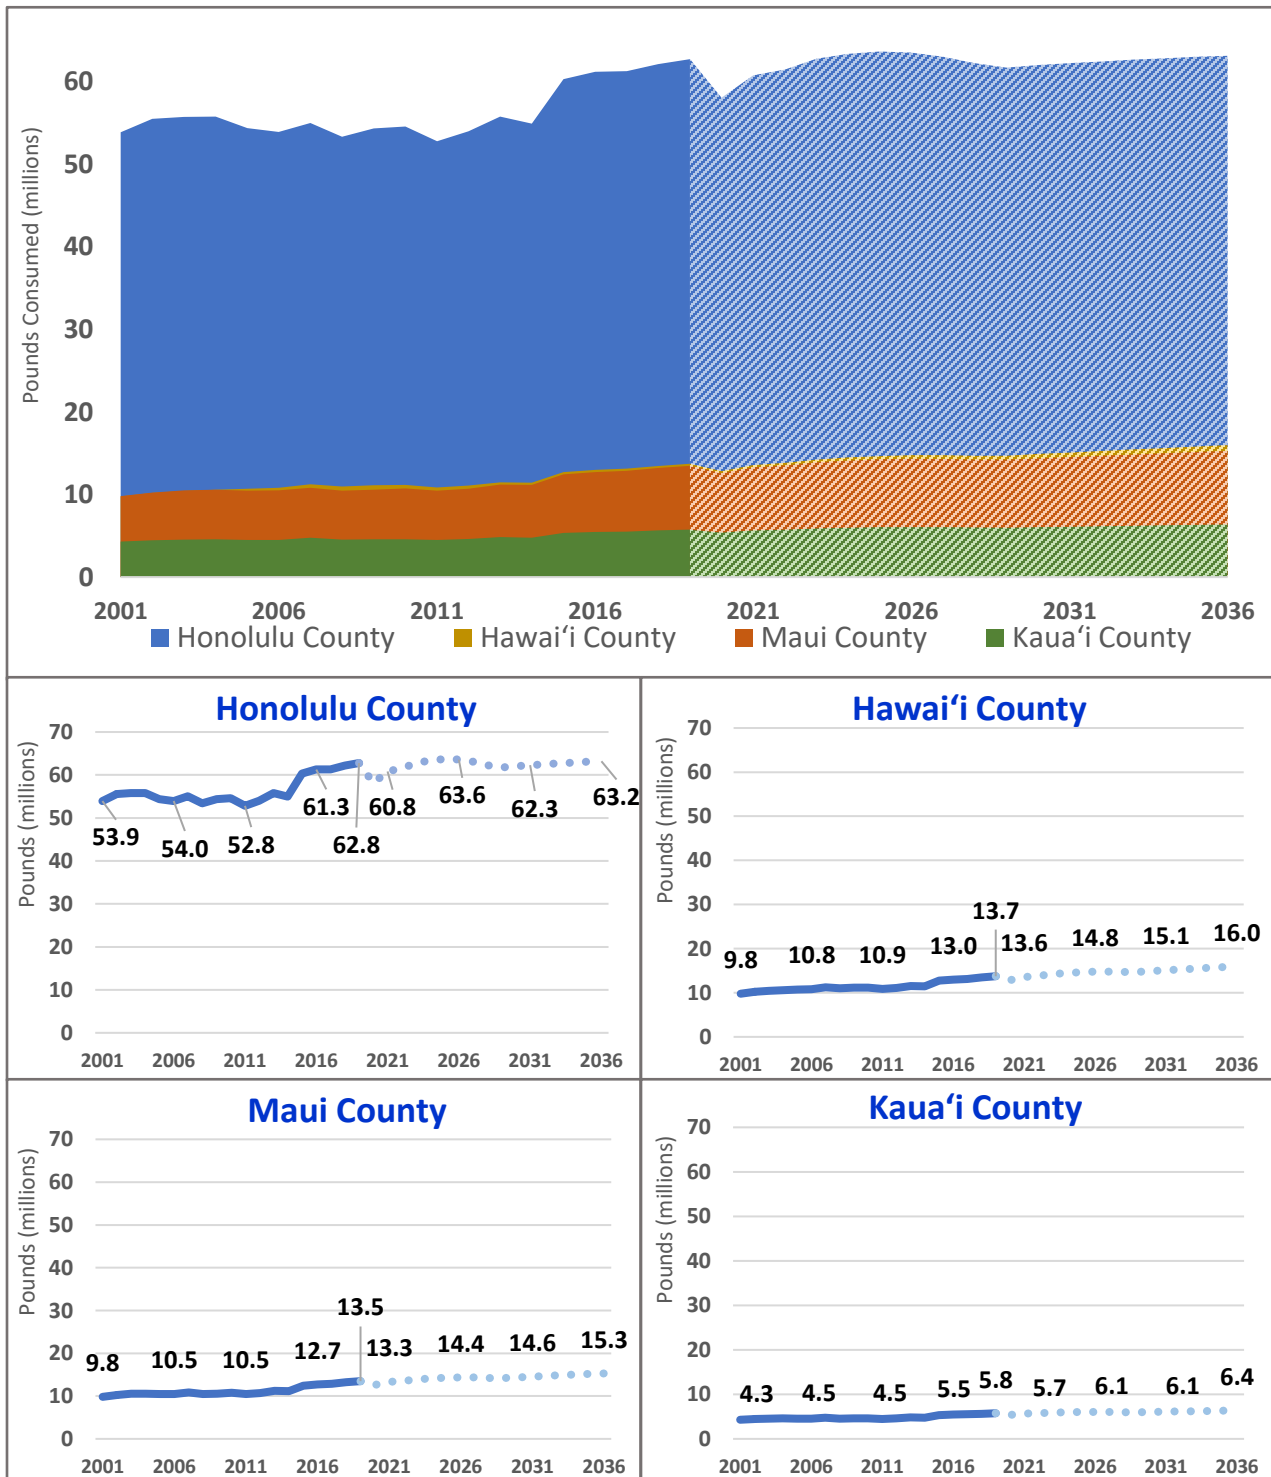 Pounds Consumed (millions)
60
50
40
30
20
10
0
2001 2006 2011 2016 2021 2026 2031 2036
Honolulu County Hawai‘i County Maui County Kaua‘i County
Honolulu County
Pounds (millions)
70
60
50
40
30
20
10
0
53.9 54.0 52.8 61.3 62.8 60.8 63.6 62.3 63.2
2001 2006 2011 2016 2021 2026 2031 2036
Hawai‘i County
Pounds (millions)
70
60
50
40
30
20
10
0
9.8 10.8 10.9 13.0 13.7 13.6 14.8 15.1 16.0
2001 2006 2011 2016 2021 2026 2031 2036
Maui County
Pounds (millions)
70
60
50
40
30
20
10
0
9.8 10.5 10.5 12.7 13.5 13.3 14.4 14.6 15.3
2001 2006 2011 2016 2021 2026 2031 2036
Kaua‘i County
Pounds (millions)
70
60
50
40
30
20
10
0
4.3 4.5 4.5 5.5 5.8 5.7 6.1 6.1 6.4
2001 2006 2011 2016 2021 2026 2031 2036